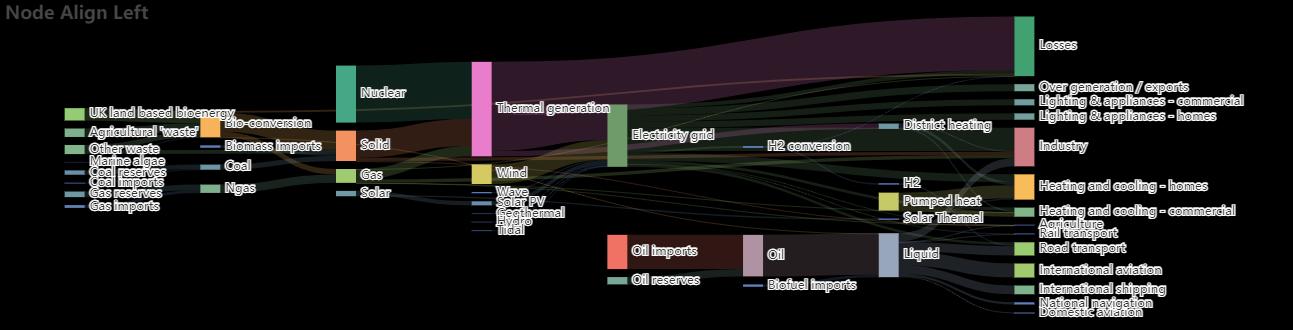 Node Align Left
UK land based bioenergy
Agricultural 'waste'
Other waste
Marine algae
Coal reserves
Coal imports
Gas reserves
Gas imports
Bio-conversion
Biomass imports
Coal
Ngas
Nuclear
Solid
Gas
Solar
Thermal generation
Wind
Wave
Solar PV
Geothermal
Hydro
Tidal
Electricity grid
Oil imports
Oil reserves
H2 conversion
Oil
Biofuel imports
District heating
H2
Pumped heat
Solar Thermal
Liquid
Losses
Over generation / exports
Lighting & appliances - commercial
Lighting & appliances - homes
Industry
Heating and cooling - homes
Heating and cooling - commercial
Agriculture
Rail transport
Road transport
International aviation
International shipping
National navigation
Domestic aviation